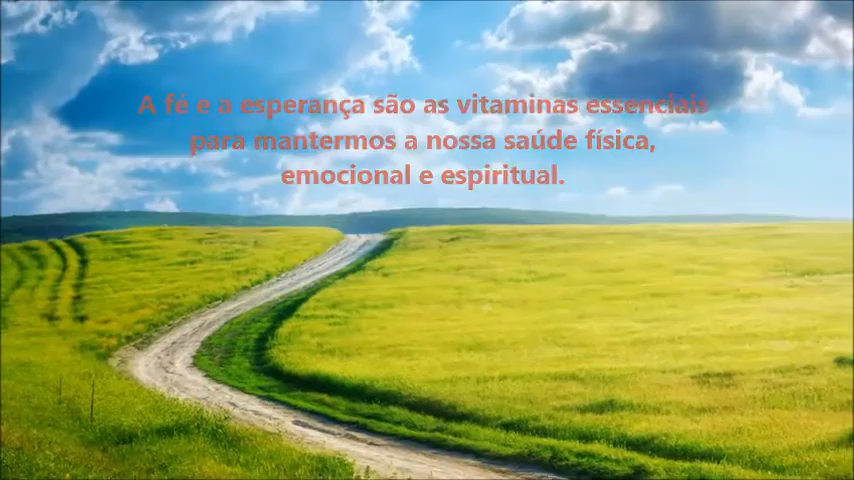 A fé e a esperança são as vitaminas essenciais
para mantermos a nossa saúde física,
emocional e espiritual.